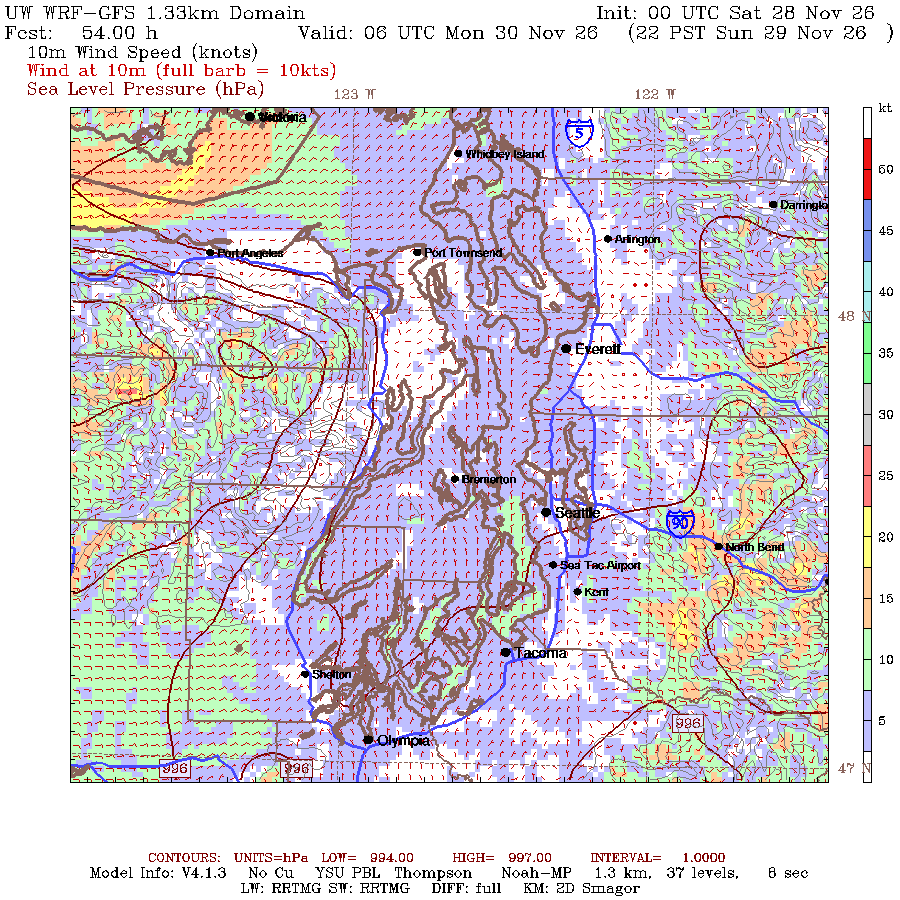 UW WRF-GFS 1.33km Domain Init: 00 UTC Sat 28 Nov 26
Fcst: 54.00 h Valid: 06 UTC Mon 30 Nov 26 (22 PST Sun 29 Nov 26 )
10m Wind Speed (knots)
Wind at 10m (full barb = 10kts)
Sea Level Pressure (hPa)
123 W 122 W
kt
Victoria
5
Whidbey Island
50
Darringto
45
Arlington
Port Angeles
Port Townsend
40
48 N
Everett
35
30
Bremerton
25
Seattle
90
20
North Bend
Sea Tac Airport
Kent
15
Tacoma
10
Shelton
996
5
Olympia
996
996
47 N
CONTOURS: UNITS=hPa LOW= 994.00 HIGH= 997.00 INTERVAL= 1.0000
Model Info: V4.1.3 No Cu YSU PBL Thompson Noah-MP 1.3 km, 37 levels, 8 sec
LW: RRTMG SW: RRTMG DIFF: full KM: 2D Smagor